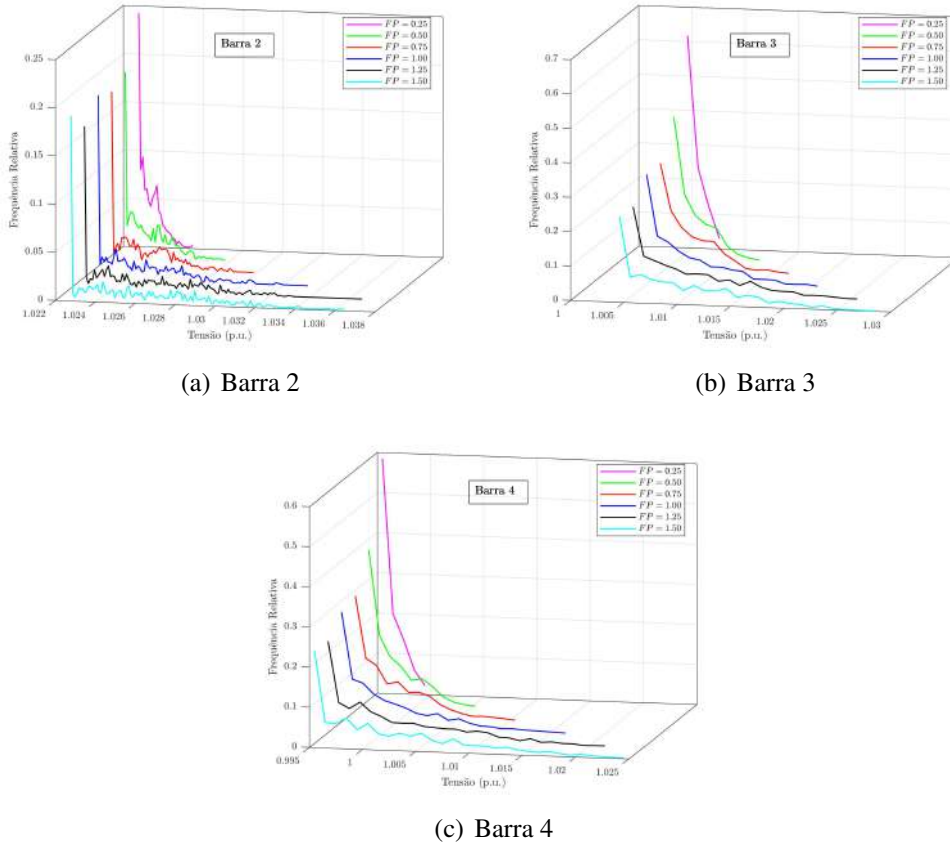 Barra 2
FP = 0.25
FP = 0.50
FP = 0.75
FP = 1.00
FP = 1.25
FP = 1.50
0.25
0.2
0.15
0.1
0.05
0
Frequência Relativa
1.022
1.024
1.026
1.028
1.03
1.032
1.034
1.036
1.038
Tensão (p.u.)
(a) Barra 2
Barra 3
FP = 0.25
FP = 0.50
FP = 0.75
FP = 1.00
FP = 1.25
FP = 1.50
0.7
0.6
0.5
0.4
0.3
0.2
0.1
0
Frequência Relativa
1
1.005
1.01
1.015
1.02
1.025
1.03
Tensão (p.u.)
(b) Barra 3
Barra 4
FP = 0.25
FP = 0.50
FP = 0.75
FP = 1.00
FP = 1.25
FP = 1.50
0.6
0.5
0.4
0.3
0.2
0.1
0
Frequência Relativa
0.995
1
1.005
1.01
1.015
1.02
1.025
Tensão (p.u.)
(c) Barra 4